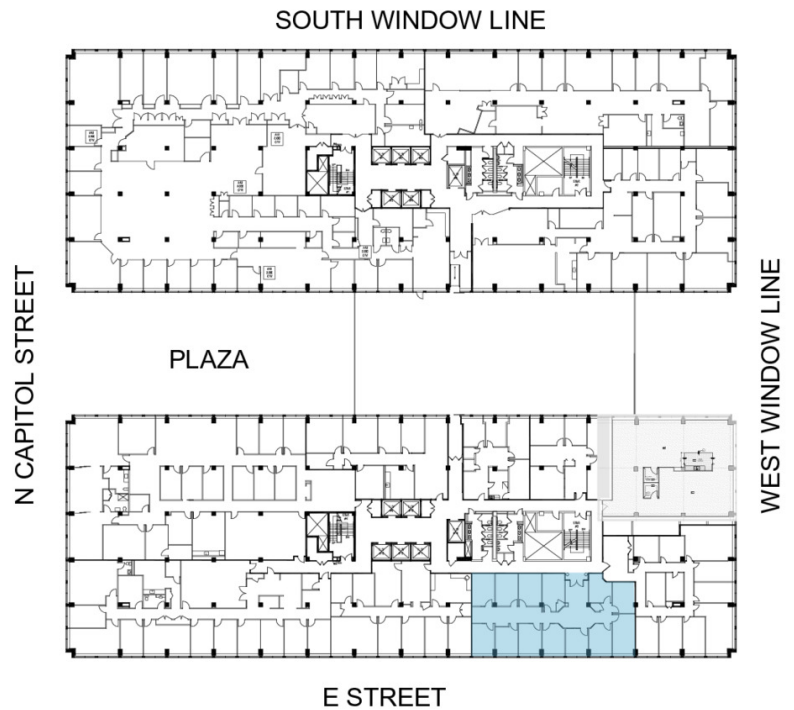 SOUTH WINDOW LINE
N CAPITOL STREET
PLAZA
WEST WINDOW LINE
E STREET